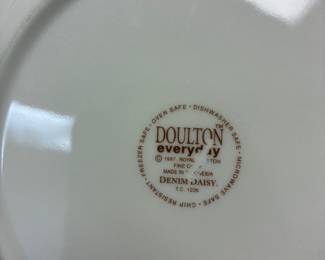 FREEZER SAFE · OVEN SAFE · DISHWASHER SAFE · MICROWAVE SAFE · CHIP RESISTANT ·
DOULTON™
everyday
© 1997 ROYAL
FINE
MADE IN
DENIM DAISY.
T.C. 1236